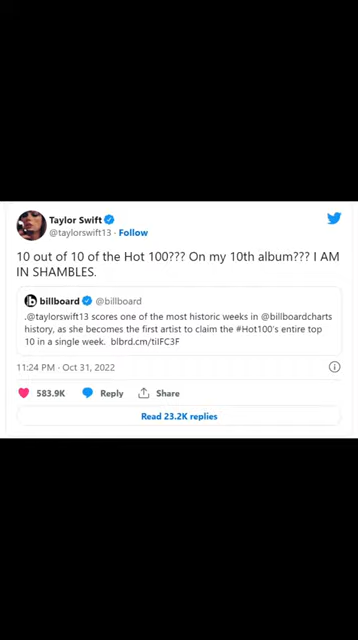 Taylor Swift
@taylorswift13 · Follow
10 out of 10 of the Hot 100??? On my 10th album??? I AM
IN SHAMBLES.
billboard @billboard
.@taylorswift13 scores one of the most historic weeks in @billboardcharts
history, as she becomes the first artist to claim the #Hot100's entire top
10 in a single week. blbrd.cm/tiIFC3F
11:24 PM · Oct 31, 2022
583.9K Reply Share
Read 23.2K replies